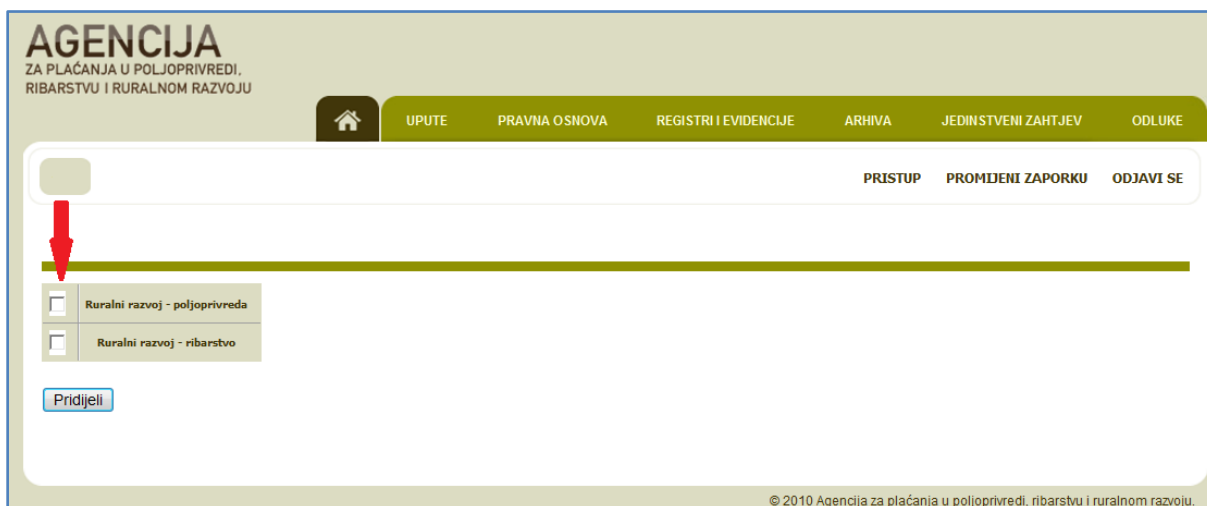 AGENCIJA
ZA PLAĆANJA U POLJOPRIVREDI,
RIBARSTVU I RURALNOM RAZVOJU
UPUTE PRAVNA OSNOVA REGISTRI I EVIDENCIJE ARHIVA JEDINSTVENI ZAHTJEV ODLUKE
PRISTUP PROMIJENI ZAPORKU ODJAVI SE
Ruralni razvoj - poljoprivreda
Ruralni razvoj - ribarstvo
Pridijeli
© 2010 Agencija za plaćanja u poljoprivredi, ribarstvu i ruralnom razvoju.